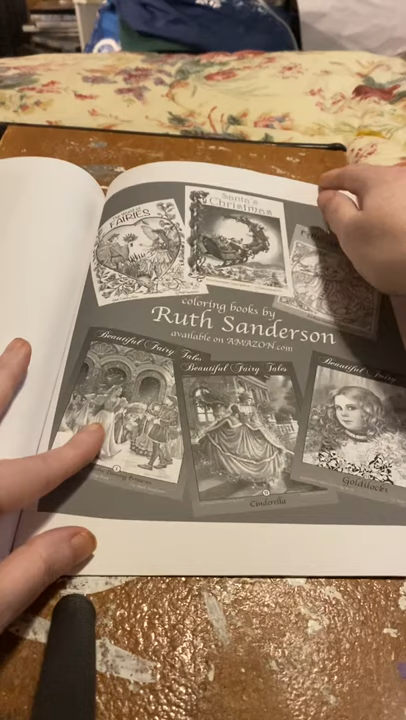 FAIRIES
Santa's
Christmas
coloring books by
Ruth Sanderson
available on AMAZON.com
Beautiful Fairy Tales
Beautiful Fairy Tales
Cinderella
Beautiful Fairy
Goldilocks